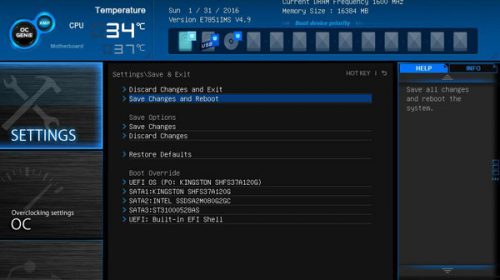 Current DRAM Frequency 1600 MHz
Temperature
Sun 1 / 31 / 2016
Memory Size : 16384 MB
Version E7851IMS V4.9
Boot device priority
OC
GENIE
CPU 34°C
Motherboard 37°C
USB
Settings\Save & Exit
HOT KEY
HELP
INFO
> Discard Changes and Exit
> Save Changes and Reboot
Save all changes
and reboot the
system.
Save Options
> Save Changes
> Discard Changes
> Restore Defaults
Boot Override
> UEFI OS (P0: KINGSTON SHFS37A120G)
> SATA1:KINGSTON SHFS37A120G
> SATA2:INTEL SSDSA2M080G2GC
> SATA3:ST31000528AS
> UEFI: Built-in EFI Shell
SETTINGS
Overclocking settings
OC